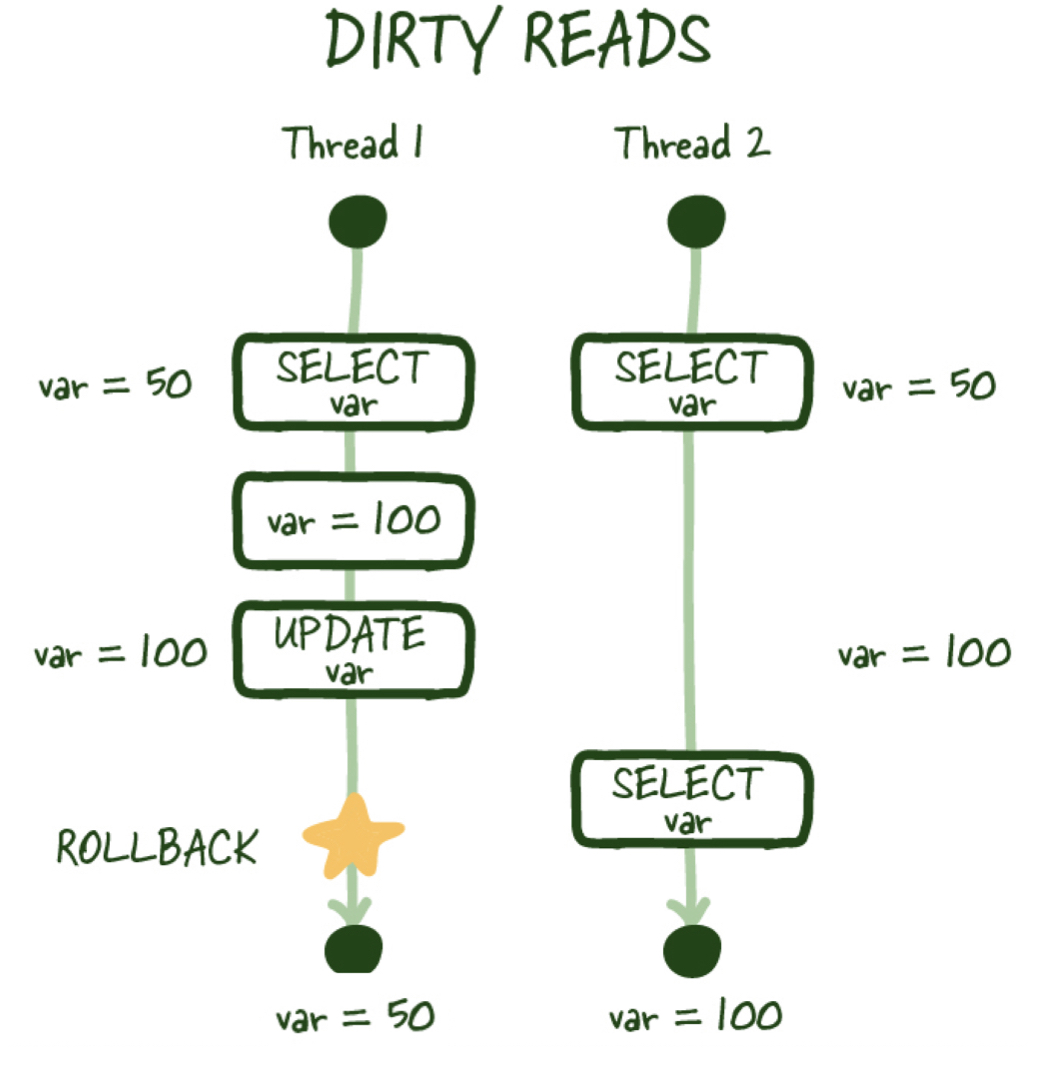 DIRTY READS
Thread 1
Thread 2
var = 50
SELECT
var
SELECT
var
var = 50
var = 100
var = 100
UPDATE
var
var = 100
SELECT
var
ROLLBACK
var = 50
var = 100